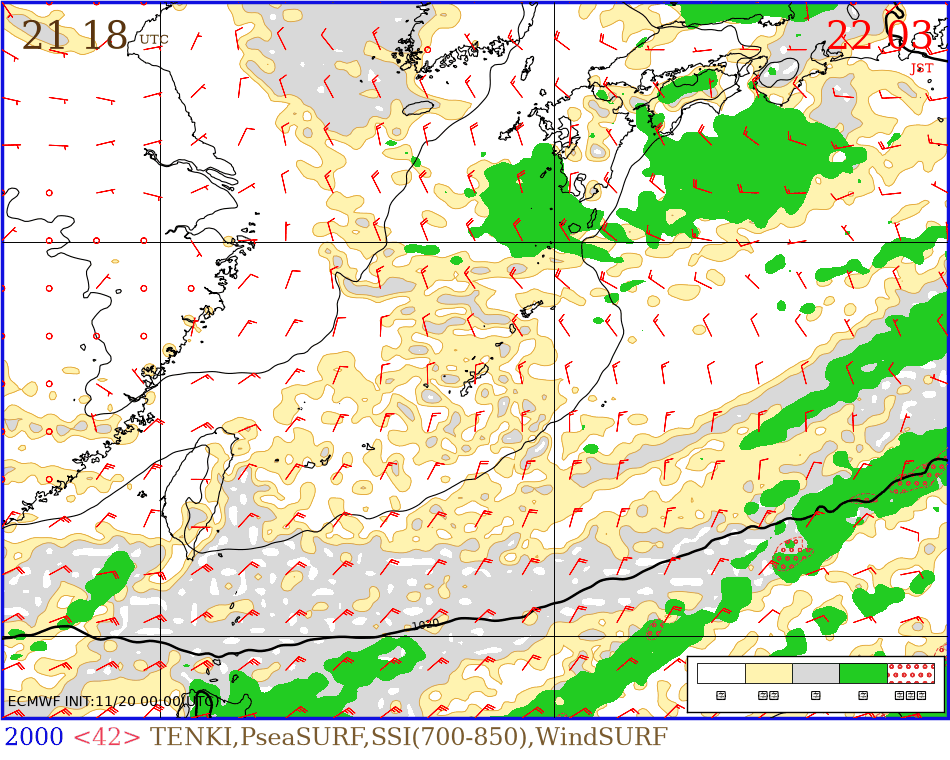 21 18 UTC
22 03
JST
1020
ECMWF INIT:11/20 00:00(UTC)
2000 <42> TENKI,PseaSURF,SSI(700-850),WindSURF